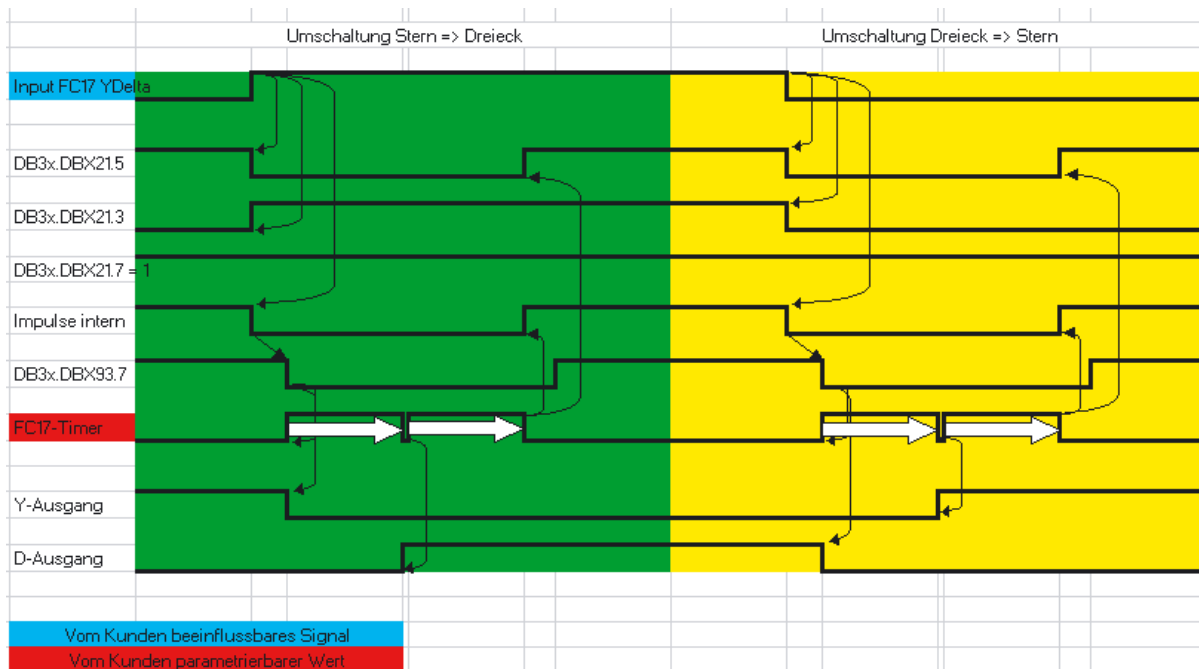 Umschaltung Stern => Dreieck
Umschaltung Dreieck => Stern
Input FC17 YDelta
DB3x.DBX21.5
DB3x.DBX21.3
DB3x.DBX21.7 = 1
Impulse intern
DB3x.DBX93.7
FC17-Timer
Y-Ausgang
D-Ausgang
Vom Kunden beeinflussbares Signal
Vom Kunden parametrierbarer Wert